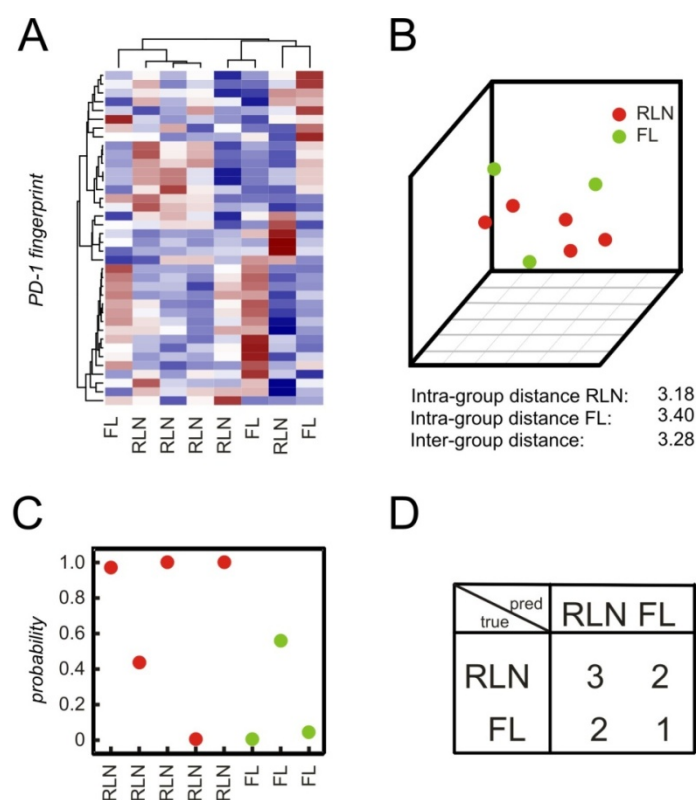 A
PD-1 fingerprint
FL
RLN
RLN
RLN
RLN
FL
RLN
FL
B
RLN
FL
Intra-group distance RLN: 3.18
Intra-group distance FL: 3.40
Inter-group distance: 3.28
C
probability
1.0
0.8
0.6
0.4
0.2
0
RLN
RLN
RLN
RLN
RLN
FL
FL
FL
D
pred
true
RLN FL
RLN 3 2
FL 2 1